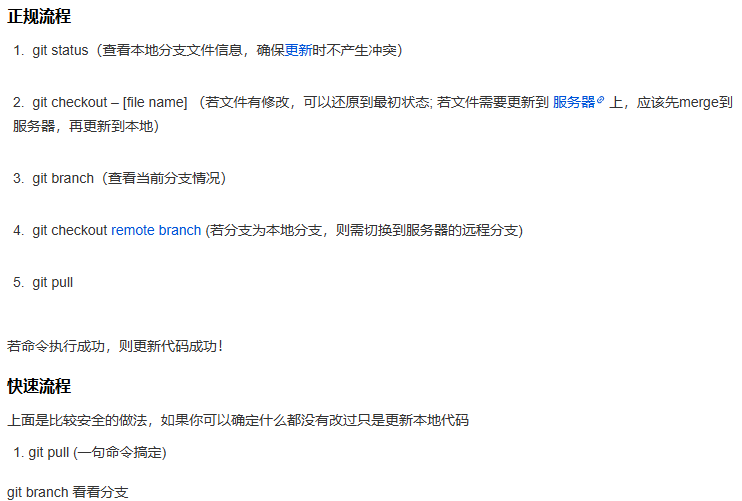 正规流程
1. git status（查看本地分支文件信息，确保更新时不产生冲突）
2. git checkout – [file name] （若文件有修改，可以还原到最初状态; 若文件需要更新到 服务器 上，应该先merge到
服务器，再更新到本地）
3. git branch（查看当前分支情况）
4. git checkout remote branch (若分支为本地分支，则需切换到服务器的远程分支)
5. git pull
若命令执行成功，则更新代码成功！
快速流程
上面是比较安全的做法，如果你可以确定什么都没有改过只是更新本地代码
1. git pull (一句命令搞定)
git branch 看看分支